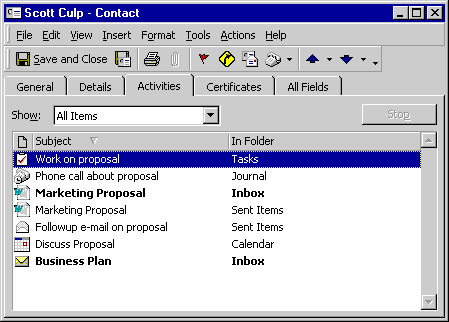 Scott Culp - Contact
File Edit View Insert Format Tools Actions Help
Save and Close
General Details Activities Certificates All Fields
Show: All Items Stop
Subject In Folder
Work on proposal Tasks
Phone call about proposal Journal
Marketing Proposal Inbox
Marketing Proposal Sent Items
Followup e-mail on proposal Sent Items
Discuss Proposal Calendar
Business Plan Inbox